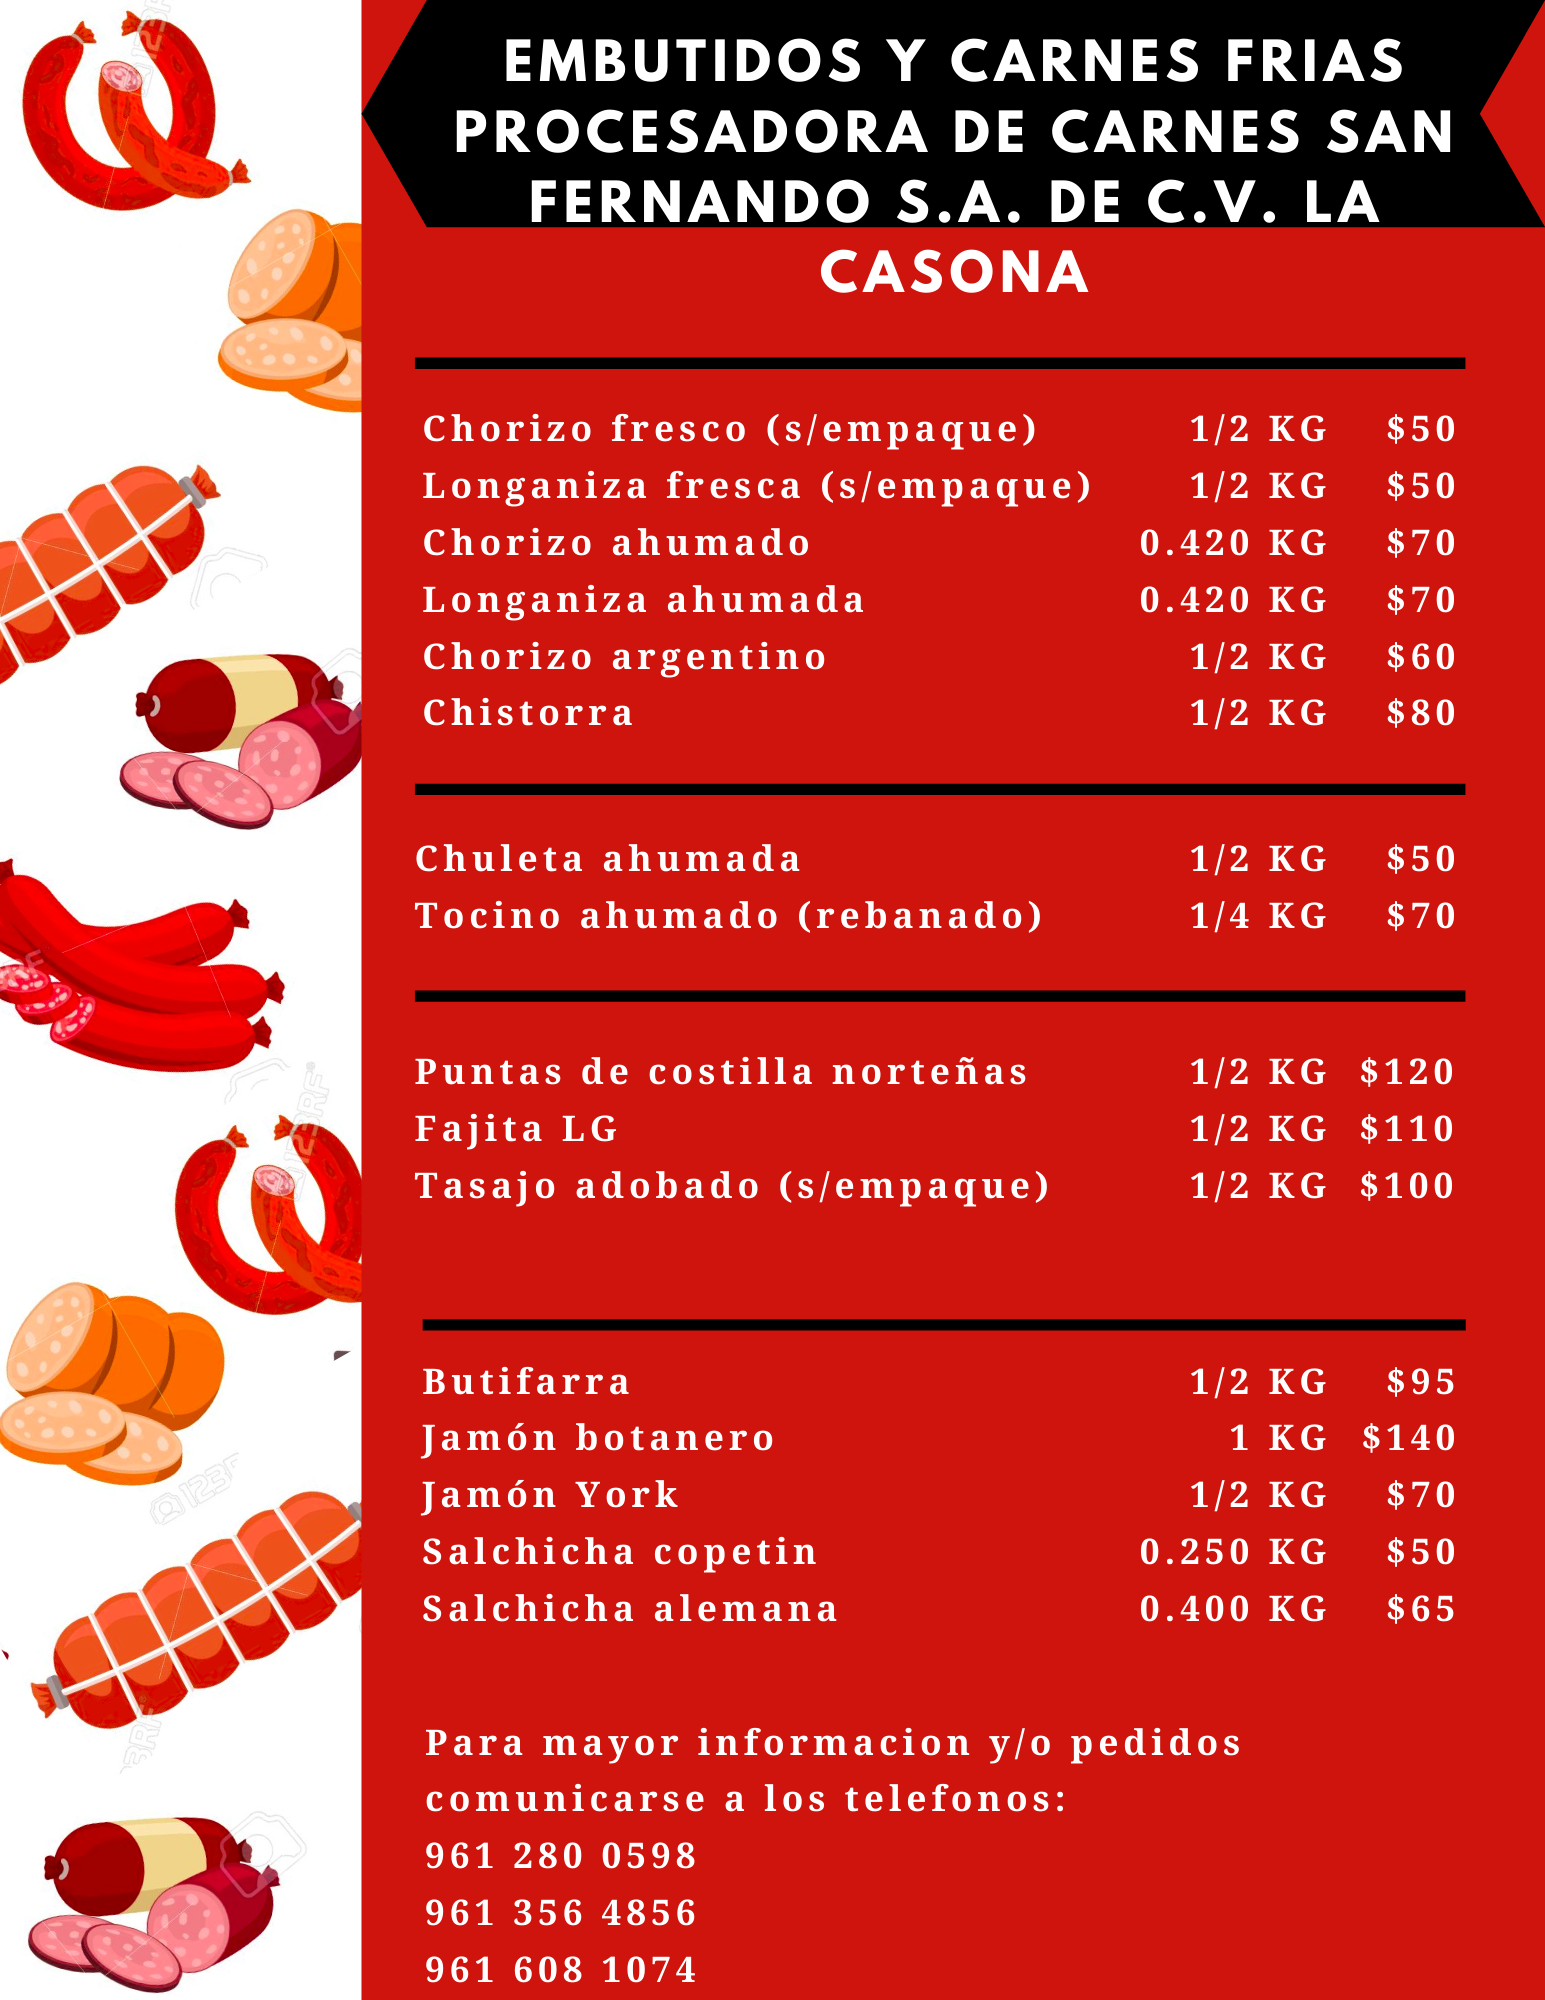 EMBUTIDOS Y CARNES FRIAS
PROCESADORA DE CARNES SAN
FERNANDO S.A. DE C.V. LA
CASONA
Chorizo fresco (s/empaque) 1/2 KG $50
Longaniza fresca (s/empaque) 1/2 KG $50
Chorizo ahumado 0.420 KG $70
Longaniza ahumada 0.420 KG $70
Chorizo argentino 1/2 KG $60
Chistorra 1/2 KG $80
Chuleta ahumada 1/2 KG $50
Tocino ahumado (rebanado) 1/4 KG $70
Puntas de costilla norteñas 1/2 KG $120
Fajita LG 1/2 KG $110
Tasajo adobado (s/empaque) 1/2 KG $100
Butifarra 1/2 KG $95
Jamón botanero 1 KG $140
Jamón York 1/2 KG $70
Salchicha copetin 0.250 KG $50
Salchicha alemana 0.400 KG $65
Para mayor informacion y/o pedidos
comunicarse a los telefonos:
961 280 0598
961 356 4856
961 608 1074